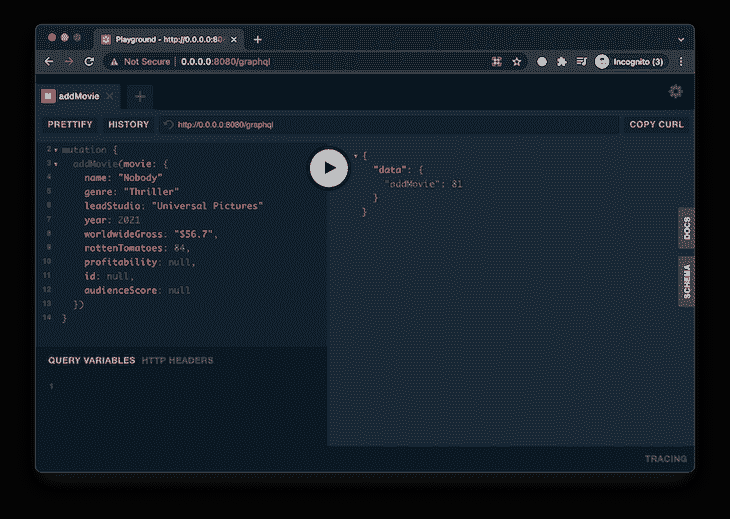 Playground - http://0.0.0.0:80
Not Secure | 0.0.0.0:8080/graphql
Incognito (3)
addMovie
PRETTIFY
HISTORY
http://0.0.0.0:8080/graphql
COPY CURL
2 mutation {
3 addMovie(movie: {
4 name: "Nobody"
5 genre: "Thriller"
6 leadStudio: "Universal Pictures"
7 year: 2021
8 worldwideGross: "$56.7",
9 rottenTomatoes: 84,
10 profitability: null,
11 id: null,
12 audienceScore: null
13 })
14 }
{
"data": {
"addMovie": 81
}
}
DOCS
SCHEMA
QUERY VARIABLES HTTP HEADERS
1
TRACING